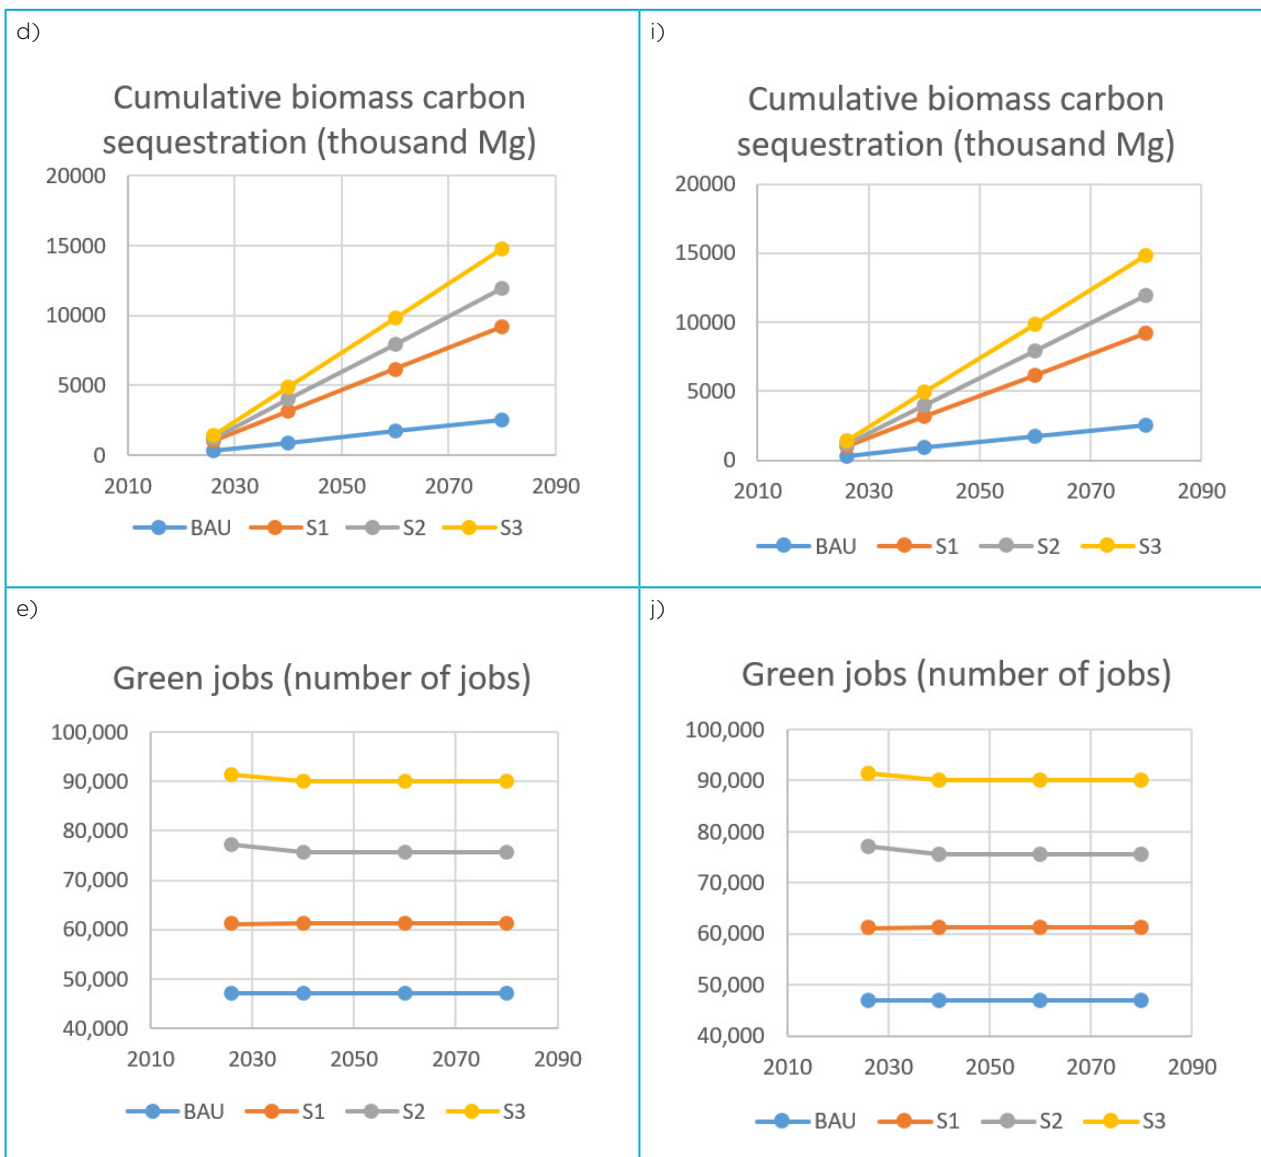 d)
Cumulative biomass carbon
sequestration (thousand Mg)
20000
15000
10000
5000
0
2010 2030 2050 2070 2090
BAU S1 S2 S3
i)
Cumulative biomass carbon
sequestration (thousand Mg)
20000
15000
10000
5000
0
2010 2030 2050 2070 2090
BAU S1 S2 S3
e)
Green jobs (number of jobs)
100,000
90,000
80,000
70,000
60,000
50,000
40,000
2010 2030 2050 2070 2090
BAU S1 S2 S3
j)
Green jobs (number of jobs)
100,000
90,000
80,000
70,000
60,000
50,000
40,000
2010 2030 2050 2070 2090
BAU S1 S2 S3